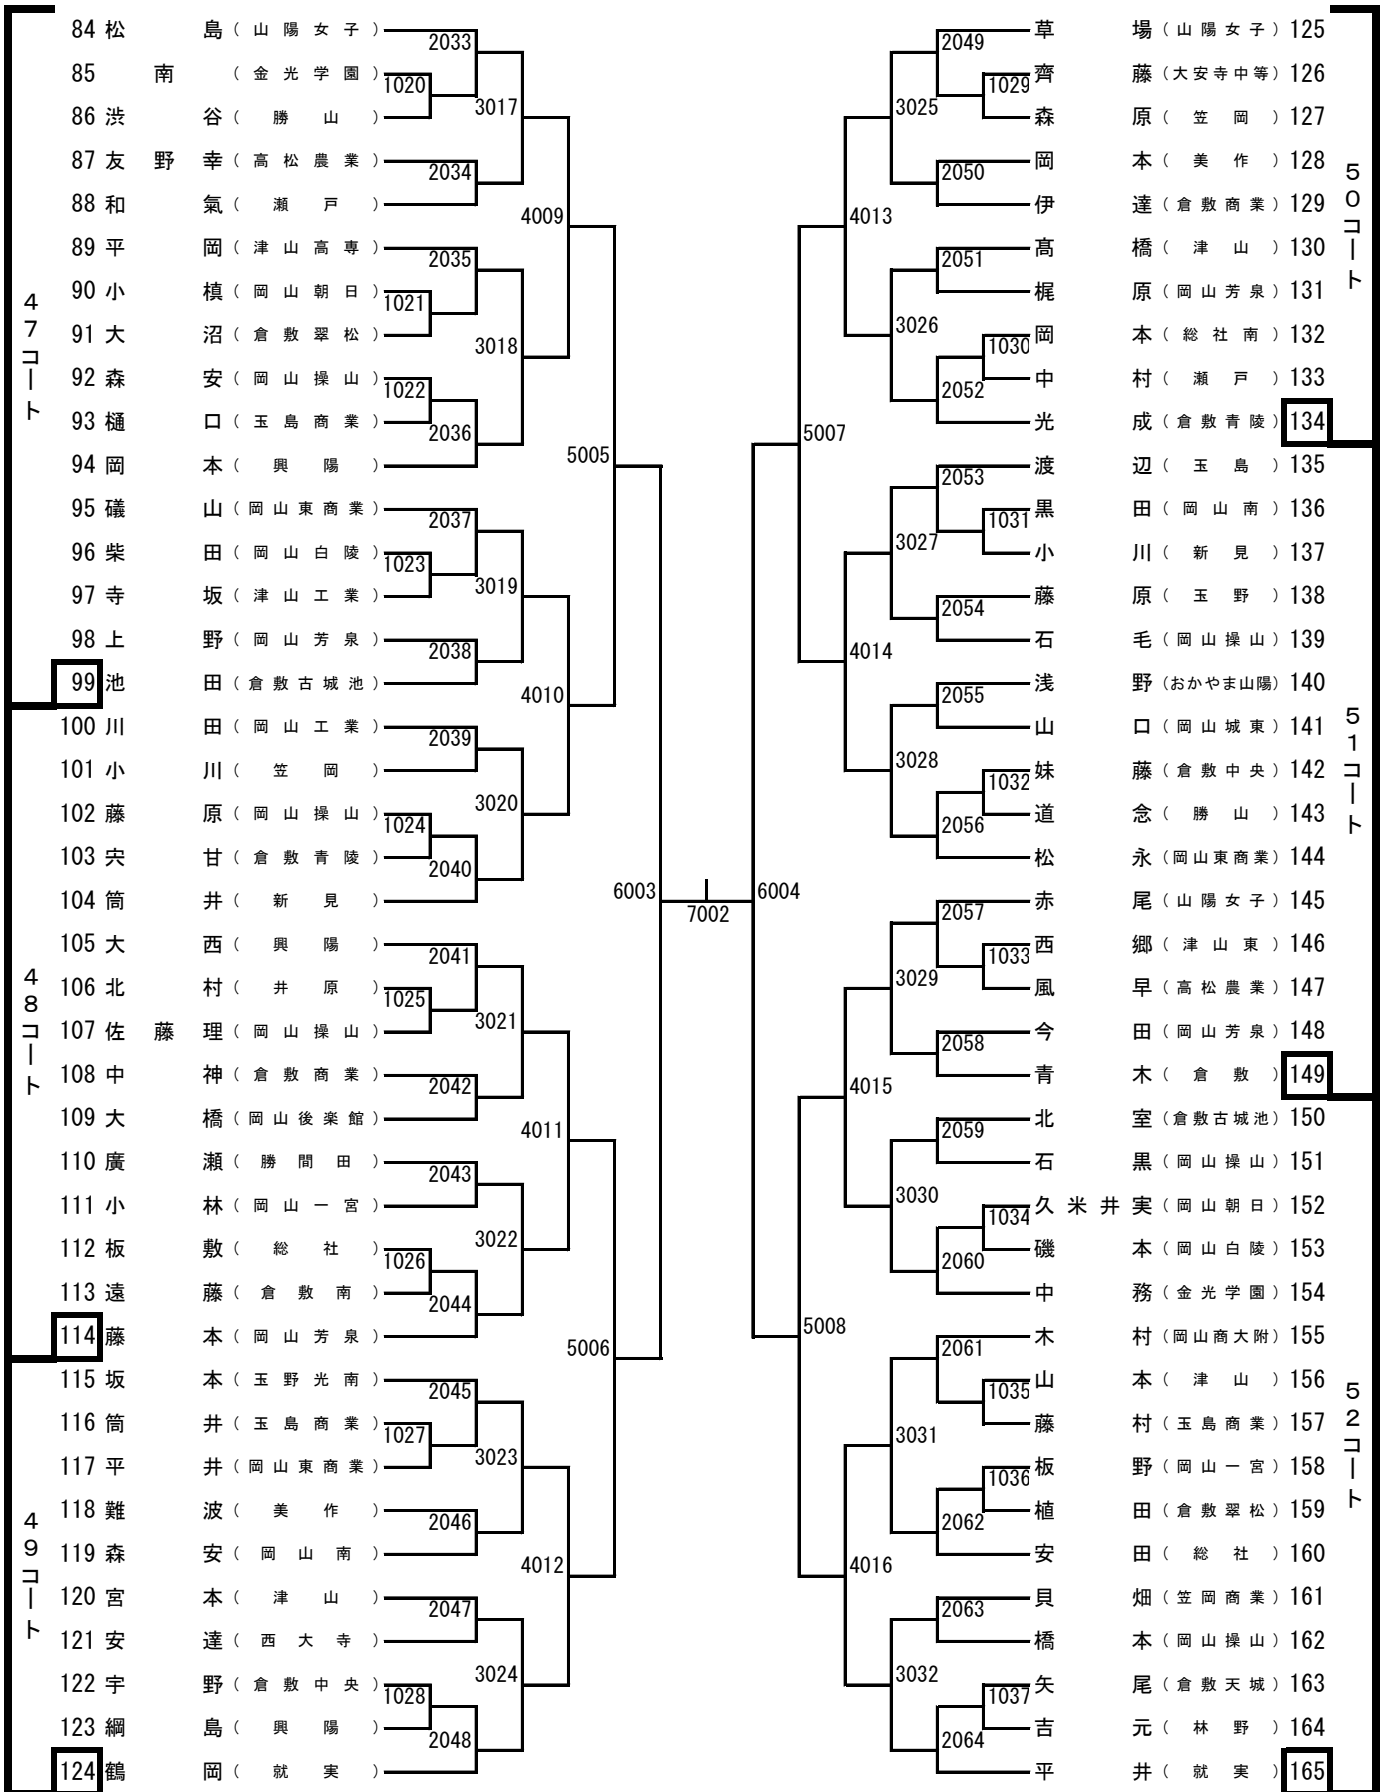 47コート
84 松島（山陽女子）
2033
85 南（金光学園）
1020
86 渋谷（勝山）
3017
87 友野幸（高松農業）
2034
88 和氣（瀬戸）
4009
89 平岡（津山高専）
2035
90 小槙（岡山朝日）
1021
91 大沼（倉敷翠松）
3018
92 森安（岡山操山）
1022
93 樋口（玉島商業）
2036
94 岡本（興陽）
5005
95 礒山（岡山東商業）
2037
96 柴田（岡山白陵）
1023
97 寺坂（津山工業）
3019
98 上野（岡山芳泉）
2038
99 池田（倉敷古城池）
4010
48コート
100 川田（岡山工業）
2039
101 小川（笠岡）
3020
102 藤原（岡山操山）
1024
103 宍甘（倉敷青陵）
2040
104 筒井（新見）
6003
105 大西（興陽）
2041
106 北村（井原）
1025
107 佐藤理（岡山操山）
3021
108 中神（倉敷商業）
2042
109 大橋（岡山後楽館）
4011
110 廣瀬（勝間田）
2043
111 小林（岡山一宮）
3022
112 板敷（総社）
1026
113 遠藤（倉敷南）
2044
114 藤本（岡山芳泉）
5006
49コート
115 坂本（玉野光南）
2045
116 筒井（玉島商業）
1027
117 平井（岡山東商業）
3023
118 難波（美作）
2046
119 森安（岡山南）
4012
120 宮本（津山）
2047
121 安達（西大寺）
3024
122 宇野（倉敷中央）
1028
123 綱島（興陽）
2048
124 鶴岡（就実）
7002
50コート
草場（山陽女子）125
2049
齊藤（大安寺中等）126
1029
森原（笠岡）127
3025
岡本（美作）128
2050
伊達（倉敷商業）129
4013
髙橋（津山）130
2051
梶原（岡山芳泉）131
3026
岡本（総社南）132
1030
中村（瀬戸）133
2052
光成（倉敷青陵）134
5007
51コート
渡辺（玉島）135
2053
黒田（岡山南）136
1031
小川（新見）137
3027
藤原（玉野）138
2054
石毛（岡山操山）139
4014
浅野（おかやま山陽）140
2055
山口（岡山城東）141
3028
妹藤（倉敷中央）142
1032
道念（勝山）143
2056
松永（岡山東商業）144
6004
赤尾（山陽女子）145
2057
西郷（津山東）146
1033
風早（高松農業）147
3029
今田（岡山芳泉）148
2058
青木（倉敷）149
4015
52コート
北室（倉敷古城池）150
2059
石黒（岡山操山）151
3030
久米井実（岡山朝日）152
1034
磯本（岡山白陵）153
2060
中務（金光学園）154
5008
木村（岡山商大附）155
2061
山本（津山）156
1035
藤村（玉島商業）157
3031
板野（岡山一宮）158
1036
植田（倉敷翠松）159
2062
安田（総社）160
4016
貝畑（笠岡商業）161
2063
橋本（岡山操山）162
3032
矢尾（倉敷天城）163
1037
吉元（林野）164
2064
平井（就実）165